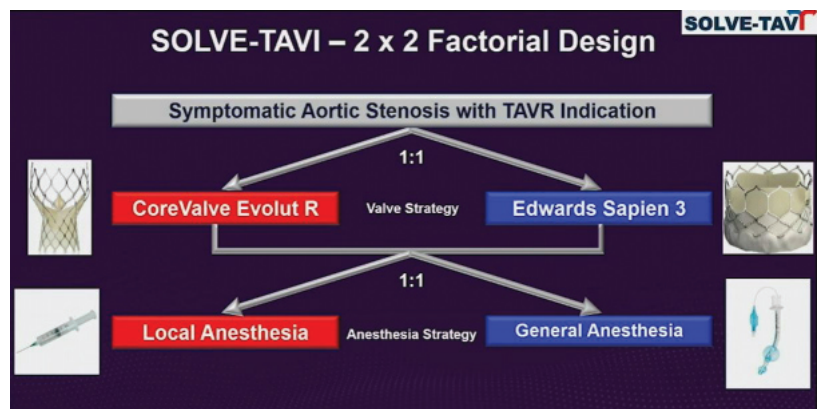 SOLVE-TAVI
SOLVE-TAVI – 2 x 2 Factorial Design
Symptomatic Aortic Stenosis with TAVR Indication
1:1
CoreValve Evolut R
Valve Strategy
Edwards Sapien 3
1:1
Local Anesthesia
Anesthesia Strategy
General Anesthesia